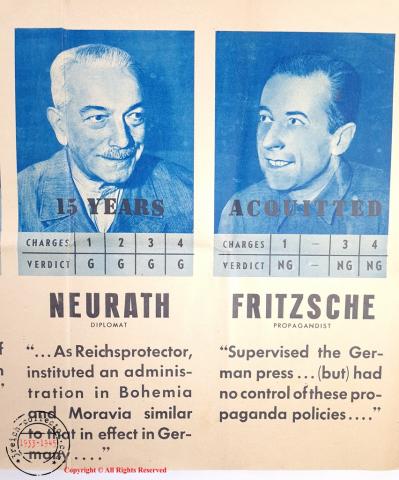 15 YEARS
CHARGES 1 2 3 4
VERDICT G G G G
NEURATH
DIPLOMAT
"...As Reichsprotector,
instituted an adminis-
tration in Bohemia
and Moravia similar
to that in effect in Ger-
many...."
ACQUITTED
CHARGES 1 – 3 4
VERDICT NG – NG NG
FRITZSCHE
PROPAGANDIST
"Supervised the Ger-
man press...(but) had
no control of these pro-
paganda policies...."
f
"
1933-1945
Copyright © All Rights Reserved